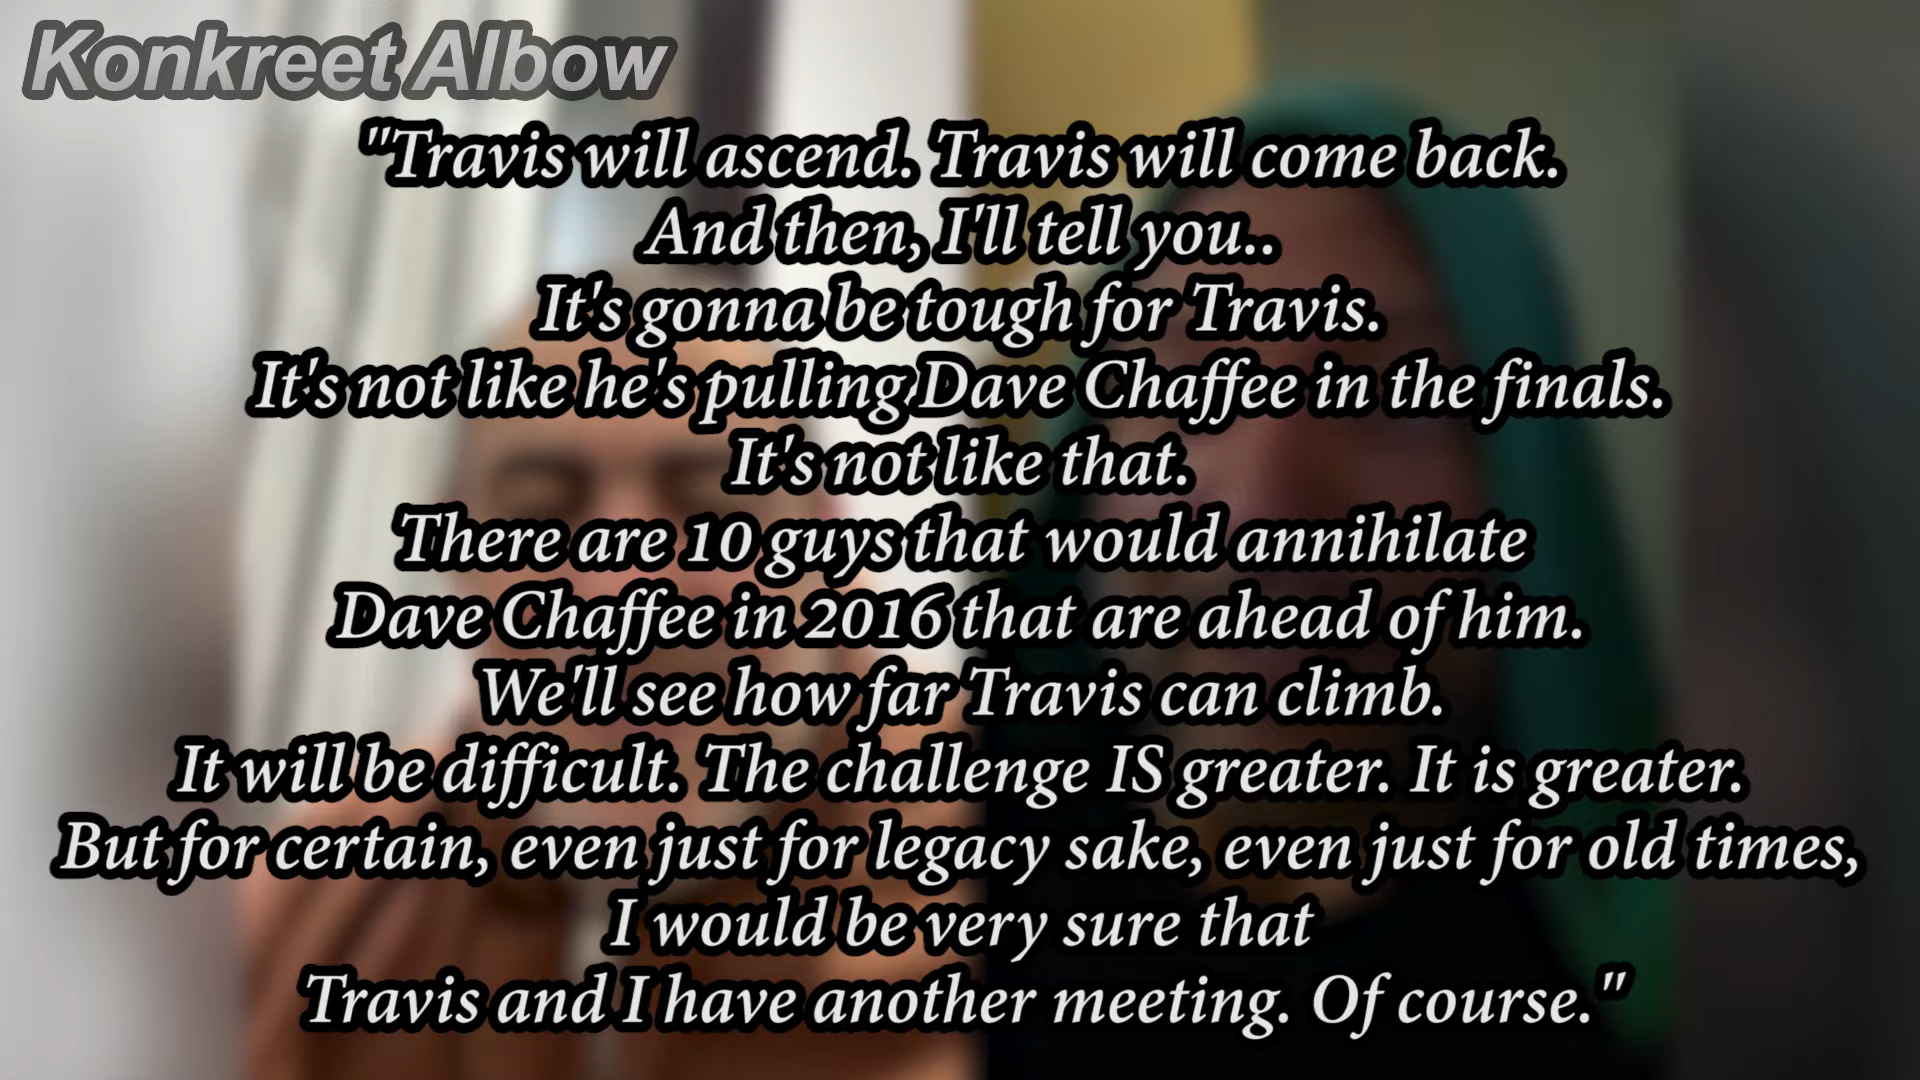 Konkreet Albow
"Travis will ascend. Travis will come back.
And then, I'll tell you..
It's gonna be tough for Travis.
It's not like he's pulling Dave Chaffee in the finals.
It's not like that.
There are 10 guys that would annihilate
Dave Chaffee in 2016 that are ahead of him.
We'll see how far Travis can climb.
It will be difficult. The challenge IS greater. It is greater.
But for certain, even just for legacy sake, even just for old times,
I would be very sure that
Travis and I have another meeting. Of course."